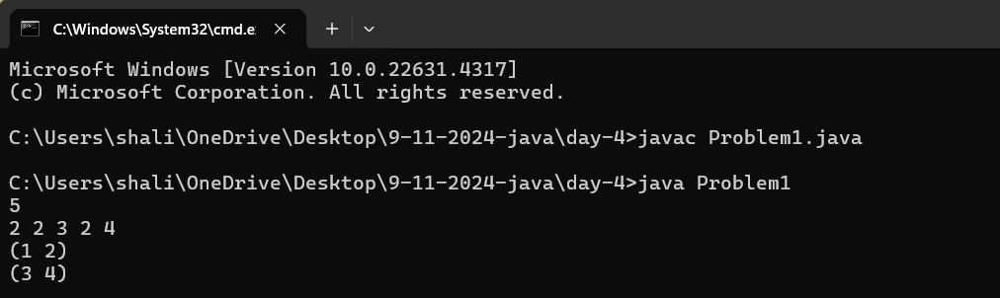 C:\Windows\System32\cmd.e
Microsoft Windows [Version 10.0.22631.4317]
(c) Microsoft Corporation. All rights reserved.
C:\Users\shali\OneDrive\Desktop\9-11-2024-java\day-4>javac Problem1.java
C:\Users\shali\OneDrive\Desktop\9-11-2024-java\day-4>java Problem1
5
2 2 3 2 4
(1 2)
(3 4)